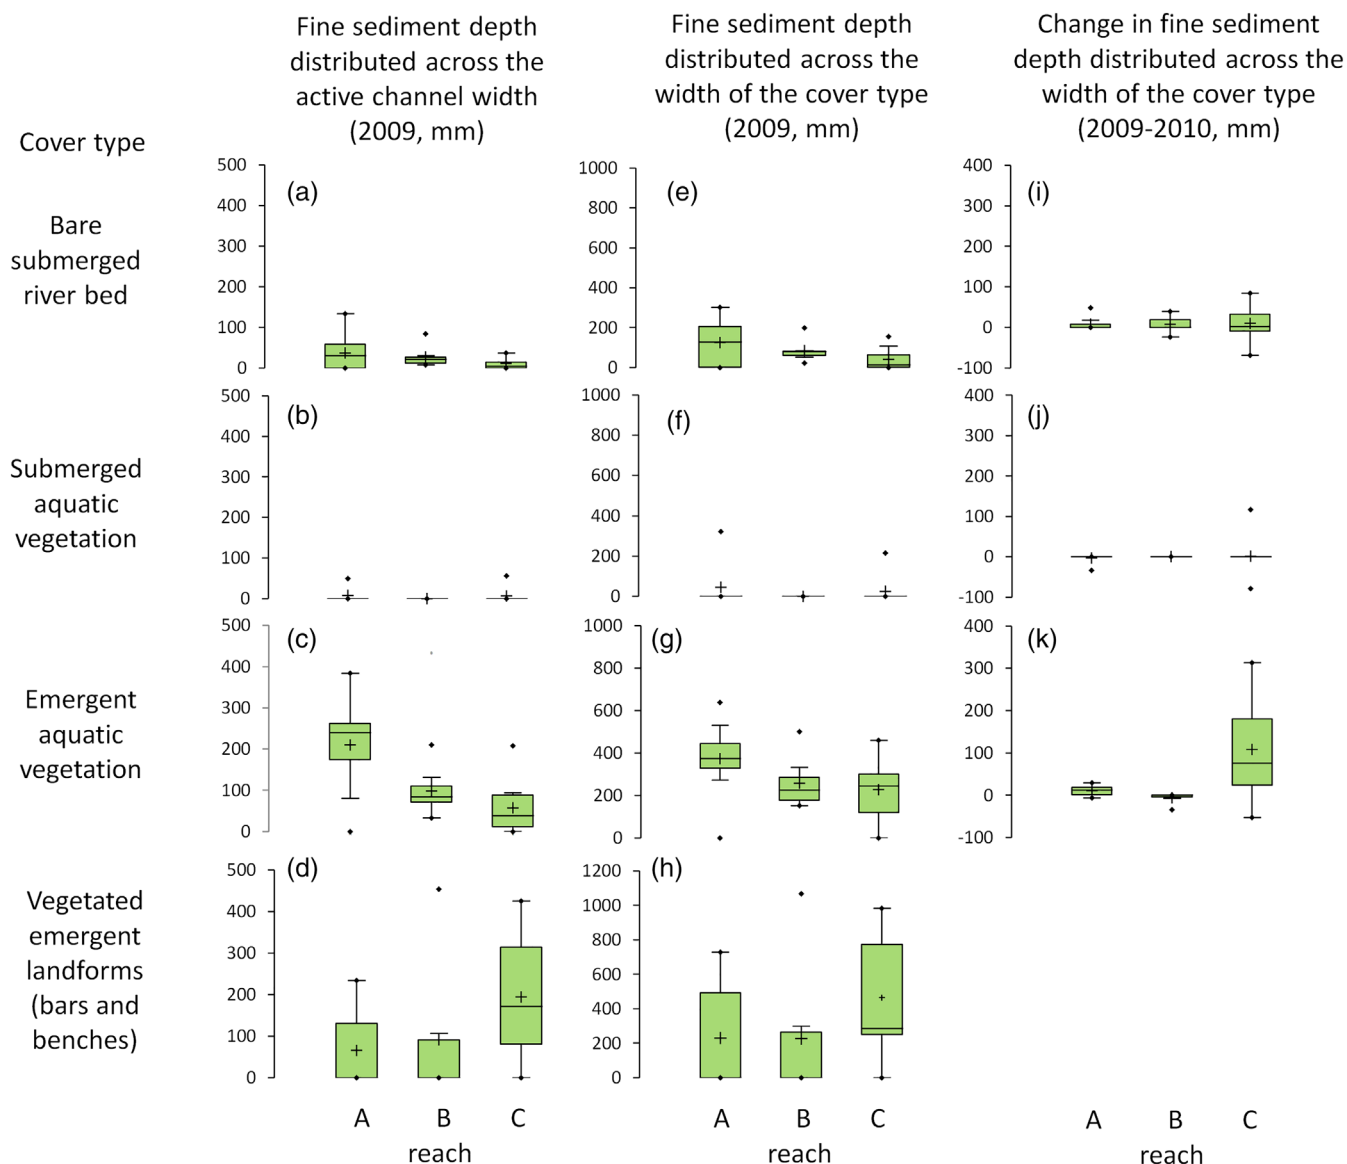 Fine sediment depth
distributed across the
active channel width
(2009, mm)
Fine sediment depth
distributed across the
width of the cover type
(2009, mm)
Change in fine sediment
depth distributed across the
width of the cover type
(2009-2010, mm)
Cover type
Bare
submerged
river bed
500
400
300
200
100
0
(a)
1000
800
600
400
200
0
(e)
400
300
200
100
0
-100
(i)
Submerged
aquatic
vegetation
500
400
300
200
100
0
(b)
1000
800
600
400
200
0
(f)
400
300
200
100
0
-100
(j)
Emergent
aquatic
vegetation
500
400
300
200
100
0
(c)
1000
800
600
400
200
0
(g)
400
300
200
100
0
-100
(k)
Vegetated
emergent
landforms
(bars and
benches)
500
400
300
200
100
0
(d)
1200
1000
800
600
400
200
0
(h)
A B C
reach
A B C
reach
A B C
reach